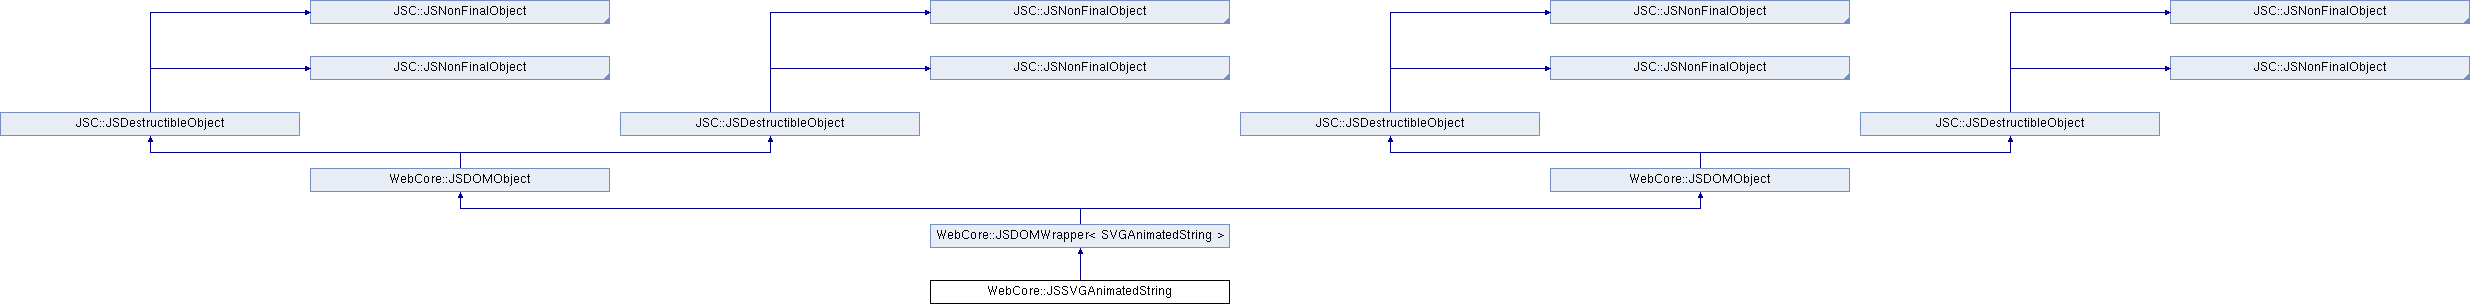 JSC::JSNonFinalObject
JSC::JSNonFinalObject
JSC::JSNonFinalObject
JSC::JSNonFinalObject
JSC::JSNonFinalObject
JSC::JSNonFinalObject
JSC::JSNonFinalObject
JSC::JSNonFinalObject
JSC::JSDestructibleObject
JSC::JSDestructibleObject
JSC::JSDestructibleObject
JSC::JSDestructibleObject
WebCore::JSDOMObject
WebCore::JSDOMObject
WebCore::JSDOMWrapper< SVGAnimatedString >
WebCore::JSSVGAnimatedString